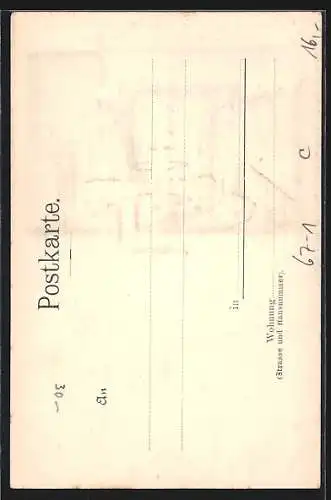 Postkarte.
An
in
Wohnung
(Strasse und Hausnummer).
30,-
67-1
C
16,-